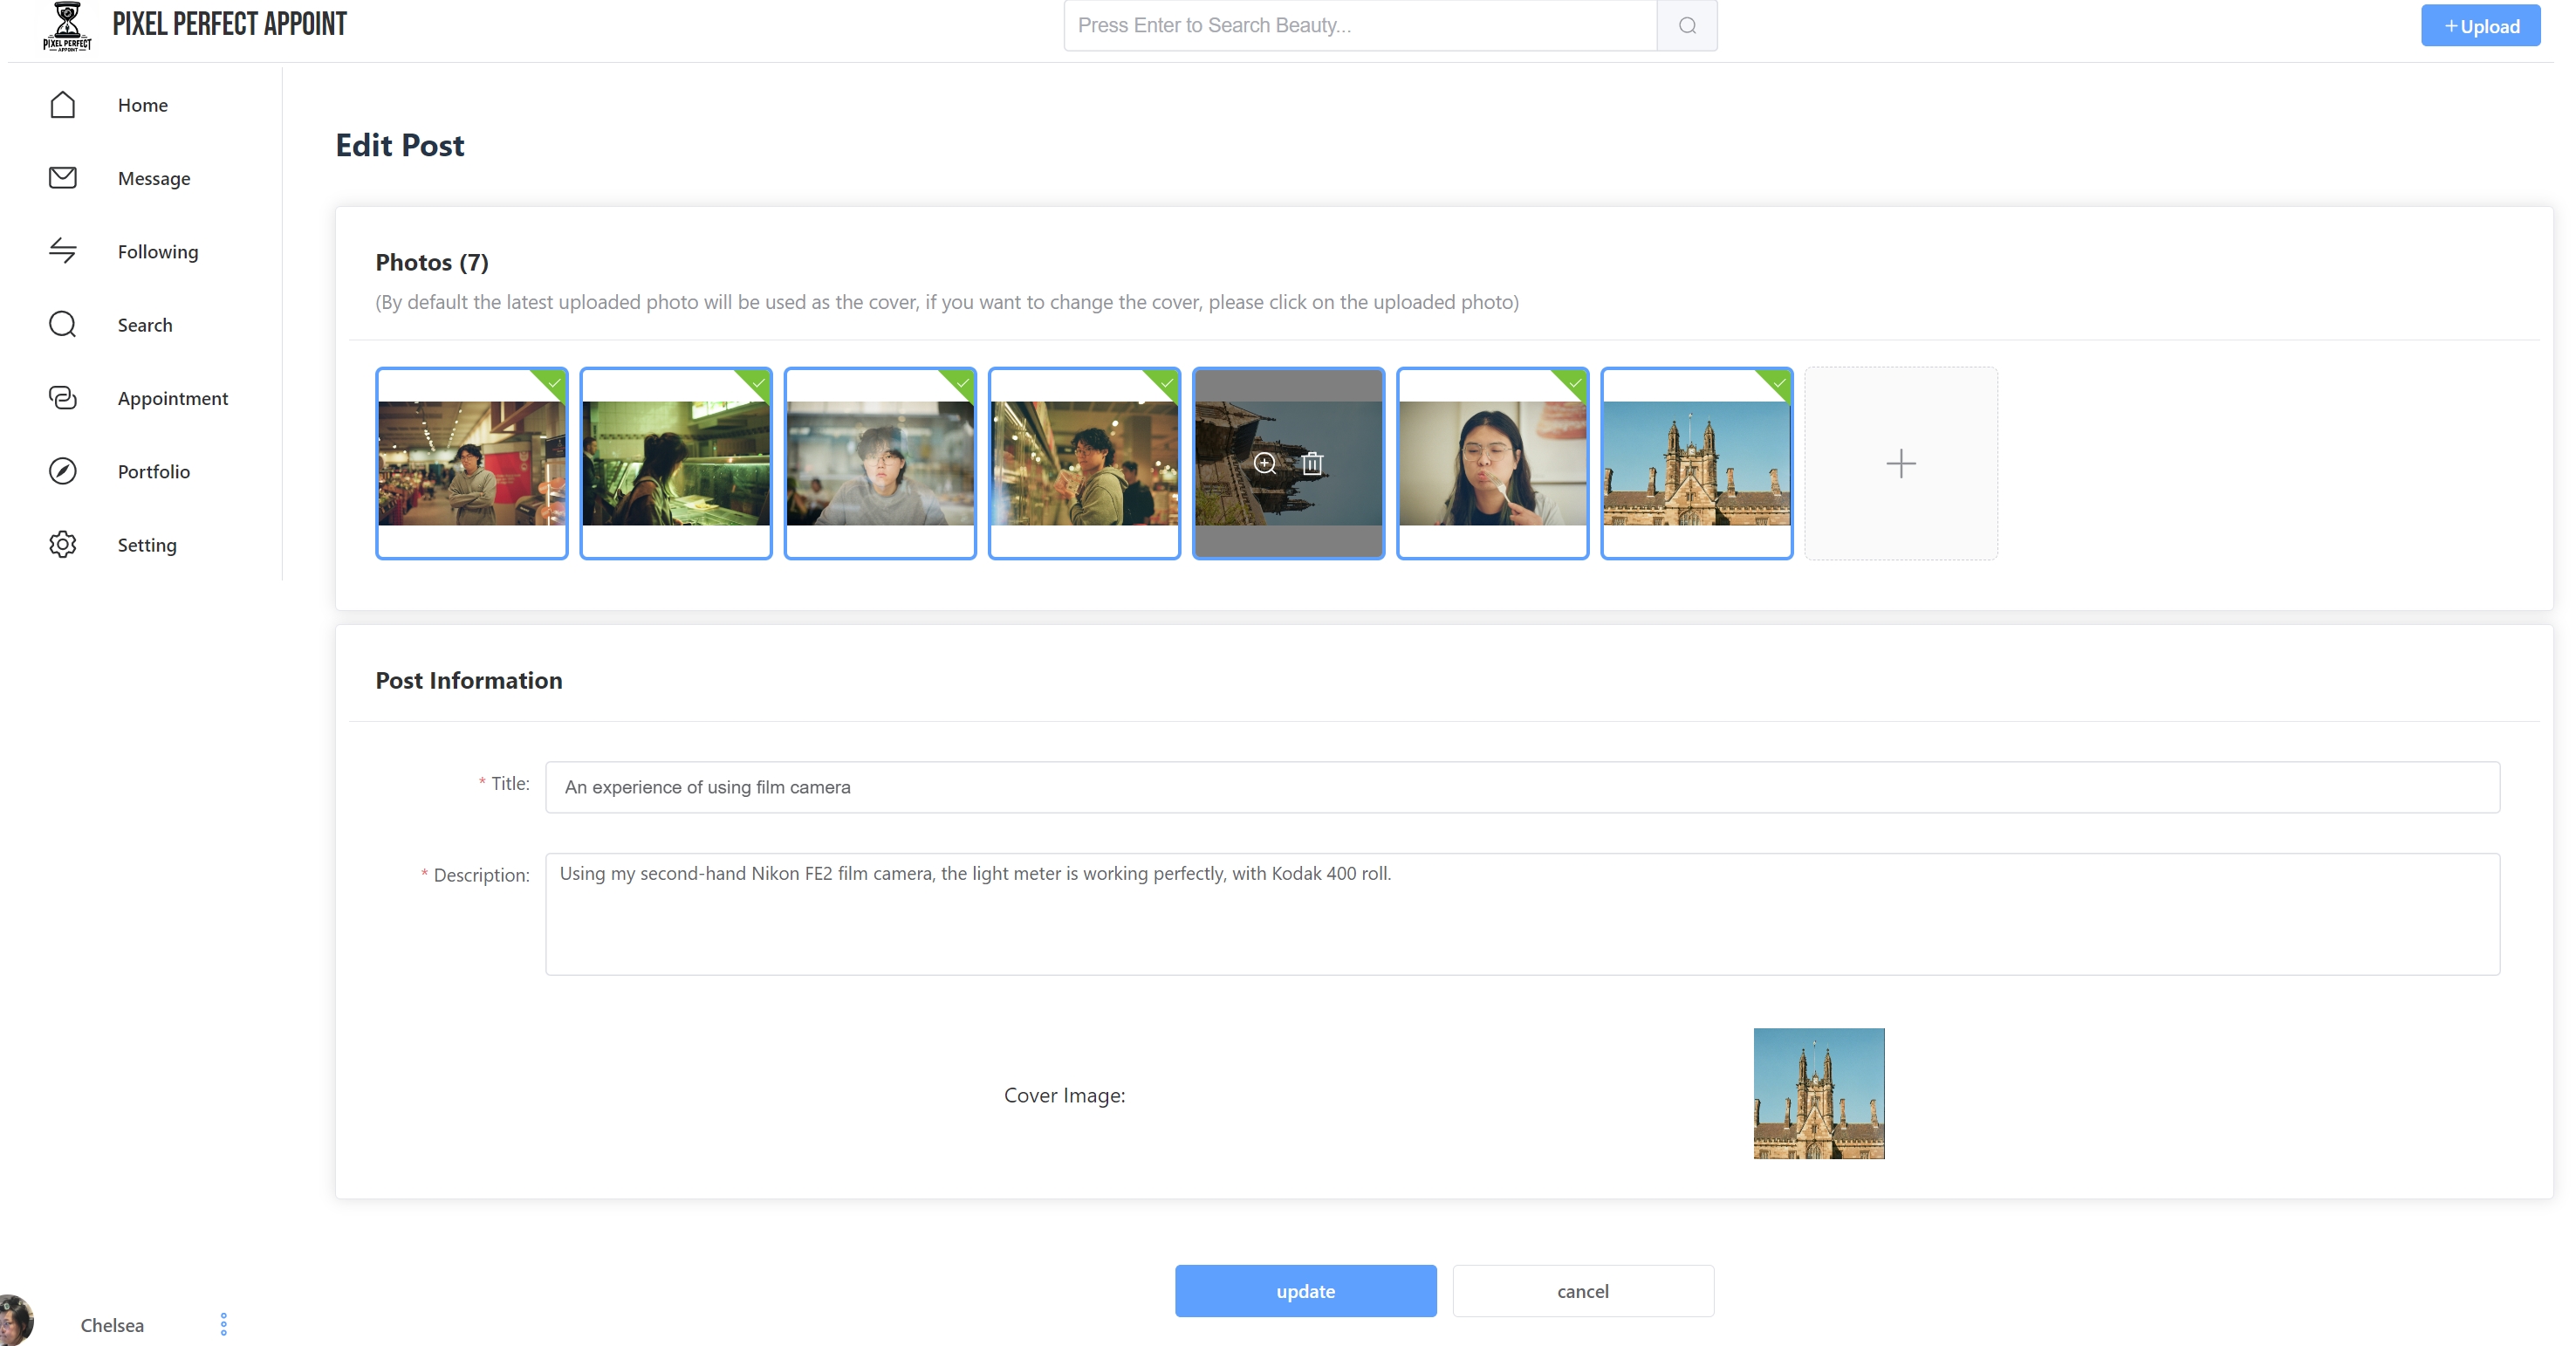 PIXEL PERFECT
APPOINT
PIXEL PERFECT APPOINT
Press Enter to Search Beauty...
+Upload
Home
Message
Following
Search
Appointment
Portfolio
Setting
Edit Post
Photos (7)
(By default the latest uploaded photo will be used as the cover, if you want to change the cover, please click on the uploaded photo)
Post Information
* Title:
An experience of using film camera
* Description:
Using my second-hand Nikon FE2 film camera, the light meter is working perfectly, with Kodak 400 roll.
Cover Image:
update
cancel
Chelsea